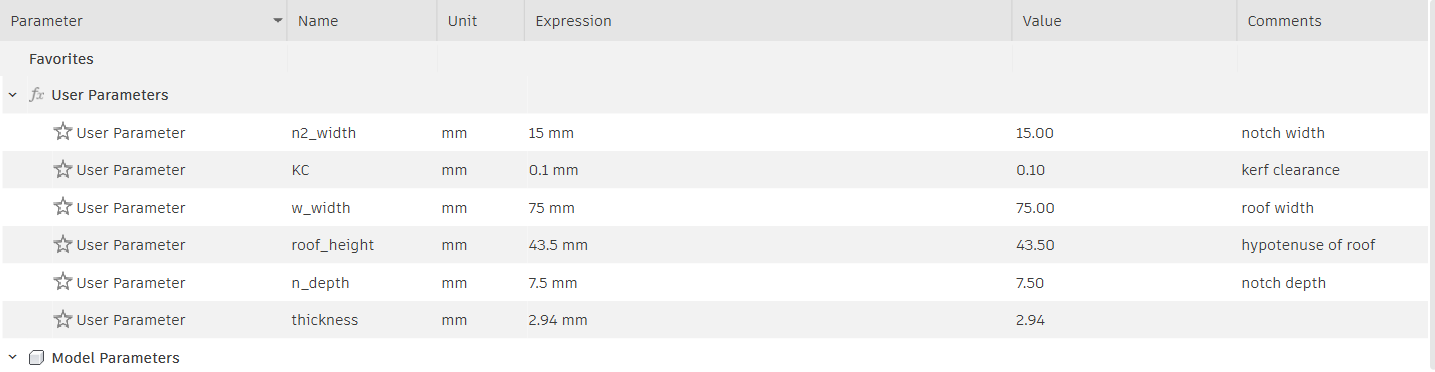 Parameter Name Unit Expression Value Comments
Favorites
fx User Parameters
User Parameter n2_width mm 15 mm 15.00 notch width
User Parameter KC mm 0.1 mm 0.10 kerf clearance
User Parameter w_width mm 75 mm 75.00 roof width
User Parameter roof_height mm 43.5 mm 43.50 hypotenuse of roof
User Parameter n_depth mm 7.5 mm 7.50 notch depth
User Parameter thickness mm 2.94 mm 2.94
Model Parameters